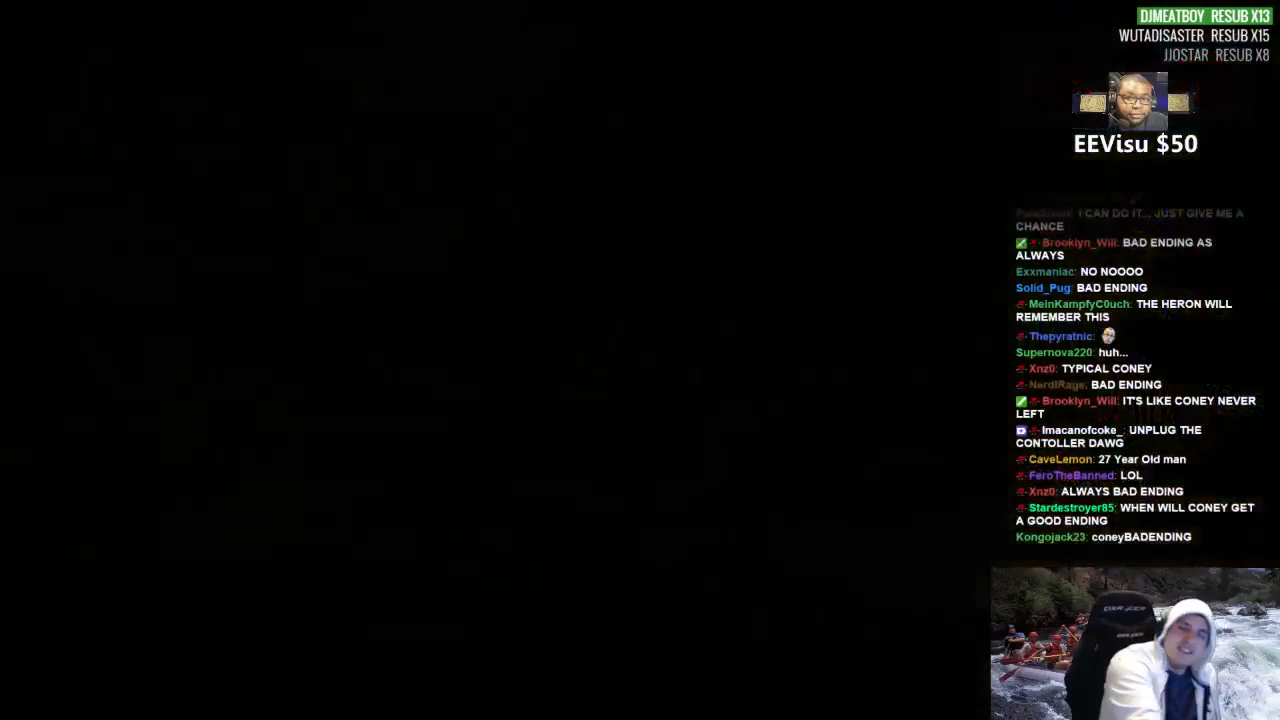 DJMEATBOY RESUB X13
WUTADISASTER RESUB X15
JJOSTAR RESUB X8
EEVisu $50
I CAN DO IT... JUST GIVE ME A
CHANCE
Brooklyn_Will: BAD ENDING AS
ALWAYS
Exxmaniac: NO NOOOO
Solid_Pug: BAD ENDING
MeinKampfyC0uch: THE HERON WILL
REMEMBER THIS
Thepyratnic:
Supernova220: huh...
Xnz0: TYPICAL CONEY
NerdIRage: BAD ENDING
Brooklyn_Will: IT'S LIKE CONEY NEVER
LEFT
Imacanofcoke_: UNPLUG THE
CONTOLLER DAWG
CaveLemon: 27 Year Old man
FeroTheBanned: LOL
Xnz0: ALWAYS BAD ENDING
Stardestroyer85: WHEN WILL CONEY GET
A GOOD ENDING
Kongojack23: coneyBADENDING